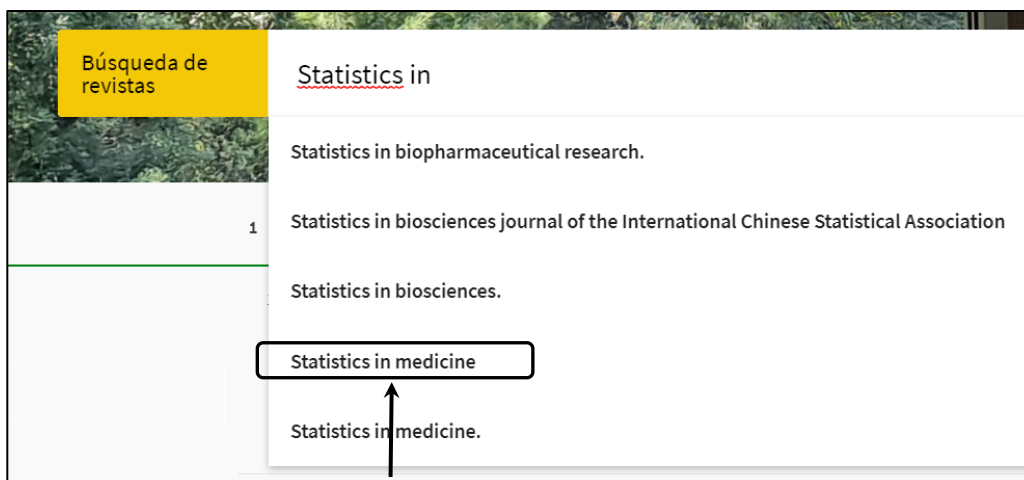 Búsqueda de
revistas
Statistics in
Statistics in biopharmaceutical research.
1
Statistics in biosciences journal of the International Chinese Statistical Association
Statistics in biosciences.
Statistics in medicine
Statistics in medicine.